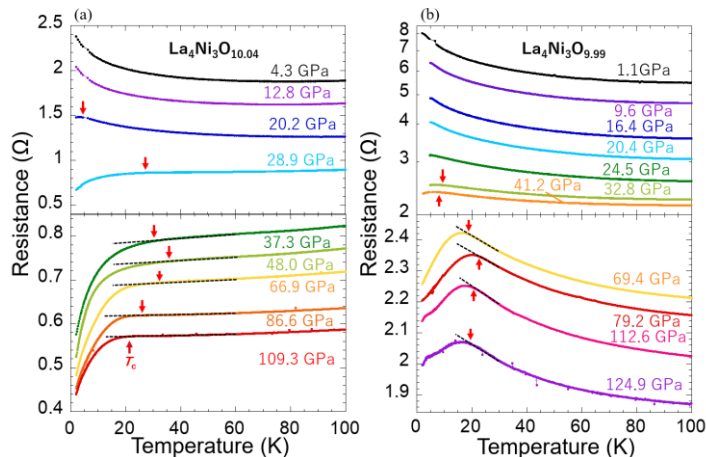 (a)
La₄Ni₃O₁₀.₀₄
2.5
2
1.5
1
0.5
4.3 GPa
12.8 GPa
20.2 GPa
28.9 GPa
Resistance (Ω)
0.8
0.7
0.6
0.5
0.4
37.3 GPa
48.0 GPa
66.9 GPa
86.6 GPa
109.3 GPa
Tc
0 20 40 60 80 100
Temperature (K)
(b)
La₄Ni₃O₉.₉₉
8
7
6
5
4
3
2
1.1GPa
9.6 GPa
16.4 GPa
20.4 GPa
24.5 GPa
32.8 GPa
41.2 GPa
Resistance (Ω)
2.4
2.3
2.2
2.1
2.0
1.9
69.4 GPa
79.2 GPa
112.6 GPa
124.9 GPa
0 20 40 60 80 100
Temperature (K)